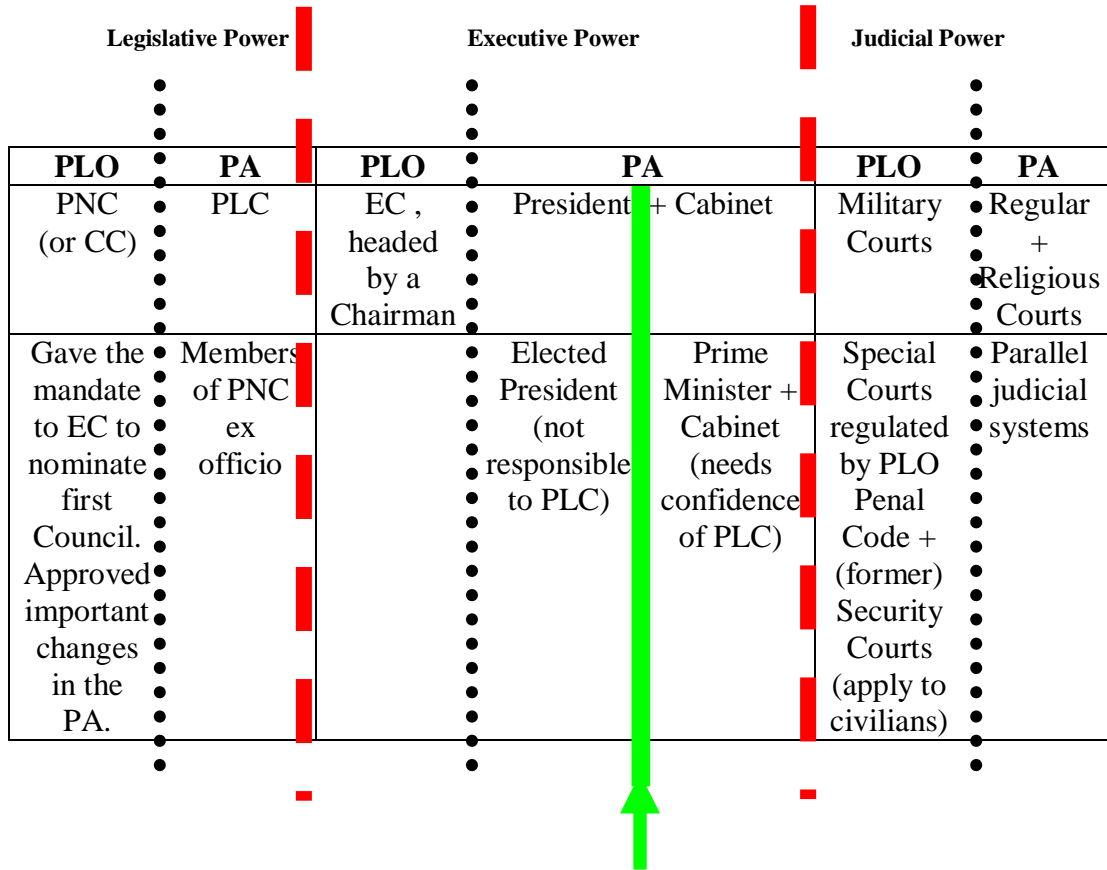 Legislative Power
Executive Power
Judicial Power
PLO
PA
PLO
PA
PLO
PA
PNC
(or CC)
PLC
EC ,
headed
by a
Chairman
President + Cabinet
Military
Courts
Regular
+
Religious
Courts
Gave the
mandate
to EC to
nominate
first
Council.
Approved
important
changes
in the
PA.
Members
of PNC
ex
officio
Elected
President
(not
responsible
to PLC)
Prime
Minister +
Cabinet
(needs
confidence
of PLC)
Special
Courts
regulated
by PLO
Penal
Code +
(former)
Security
Courts
(apply to
civilians)
Parallel
judicial
systems